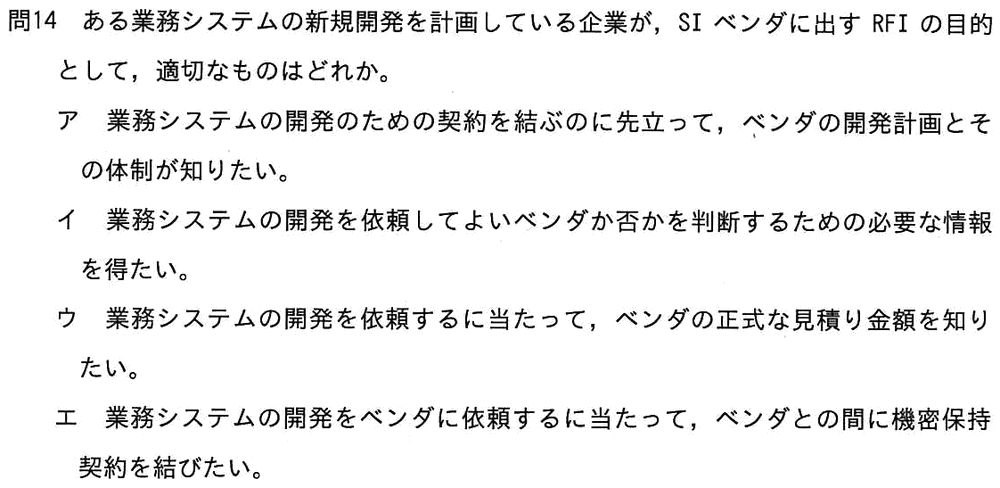 問14 ある業務システムの新規開発を計画している企業が，SI ベンダに出す RFI の目的
として，適切なものはどれか。
ア 業務システムの開発のための契約を結ぶのに先立って，ベンダの開発計画とそ
の体制が知りたい。
イ 業務システムの開発を依頼してよいベンダか否かを判断するための必要な情報
を得たい。
ウ 業務システムの開発を依頼するに当たって，ベンダの正式な見積り金額を知り
たい。
エ 業務システムの開発をベンダに依頼するに当たって，ベンダとの間に機密保持
契約を結びたい。